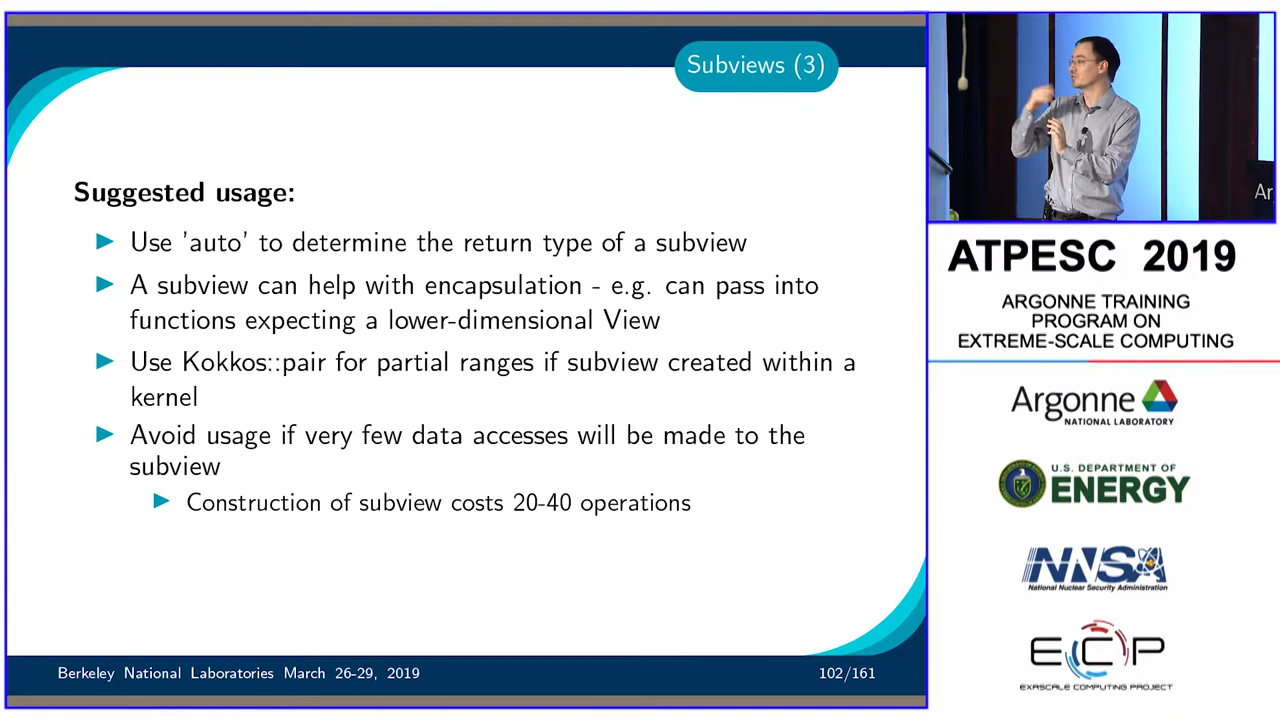 Subviews (3)
Suggested usage:
Use 'auto' to determine the return type of a subview
A subview can help with encapsulation - e.g. can pass into
functions expecting a lower-dimensional View
Use Kokkos::pair for partial ranges if subview created within a
kernel
Avoid usage if very few data accesses will be made to the
subview
Construction of subview costs 20-40 operations
Berkeley National Laboratories March 26-29, 2019
102/161
Ar
ATPESC 2019
ARGONNE TRAINING
PROGRAM ON
EXTREME-SCALE COMPUTING
Argonne
NATIONAL LABORATORY
U.S. DEPARTMENT OF
ENERGY
NNSA
National Nuclear Security Administration
ECP
EXASCALE COMPUTING PROJECT